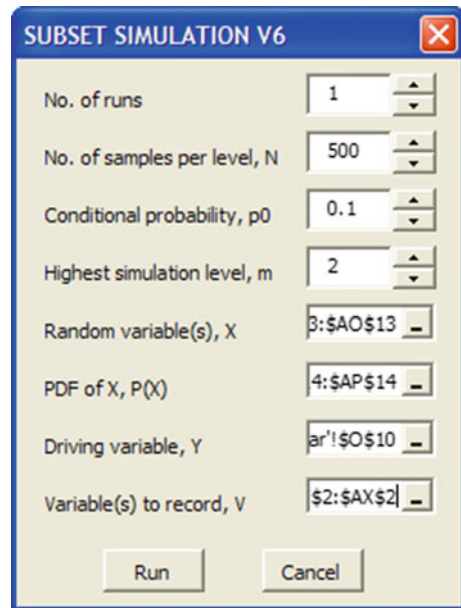 SUBSET SIMULATION V6
No. of runs 1
No. of samples per level, N 500
Conditional probability, p0 0.1
Highest simulation level, m 2
Random variable(s), X 3:$AO$13
PDF of X, P(X) 4:$AP$14
Driving variable, Y ar'!$O$10
Variable(s) to record, V $2:$AX$2
Run Cancel